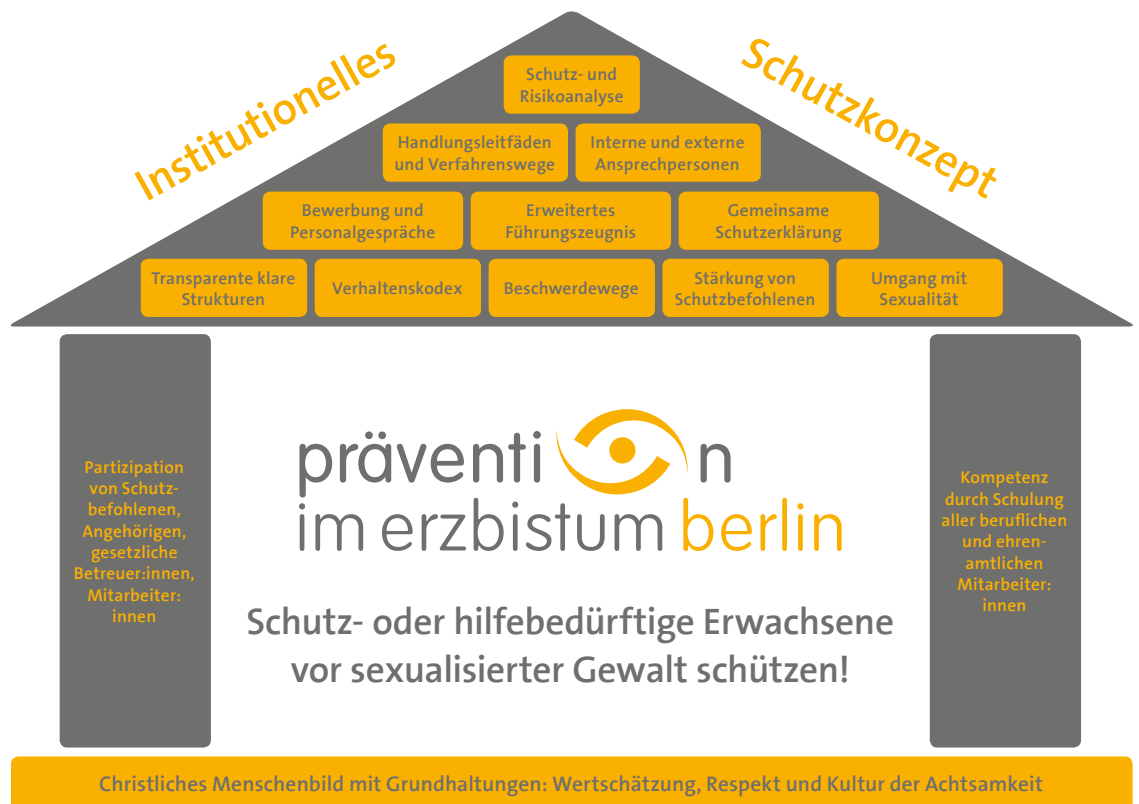 Institutionelles
Schutzkonzept
Schutz- und
Risikoanalyse
Handlungsleitfäden
und Verfahrenswege
Interne und externe
Ansprechpersonen
Bewerbung und
Personalgespräche
Erweitertes
Führungszeugnis
Gemeinsame
Schutzerklärung
Transparente klare
Strukturen
Verhaltenskodex
Beschwerdewege
Stärkung von
Schutzbefohlenen
Umgang mit
Sexualität
Partizipation
von Schutz-
befohlenen,
Angehörigen,
gesetzliche
Betreuer:innen,
Mitarbeiter:
innen
prävention
im erzbistum berlin
Schutz- oder hilfebedürftige Erwachsene
vor sexualisierter Gewalt schützen!
Kompetenz
durch Schulung
aller beruflichen
und ehren-
amtlichen
Mitarbeiter:
innen
Christliches Menschenbild mit Grundhaltungen: Wertschätzung, Respekt und Kultur der Achtsamkeit